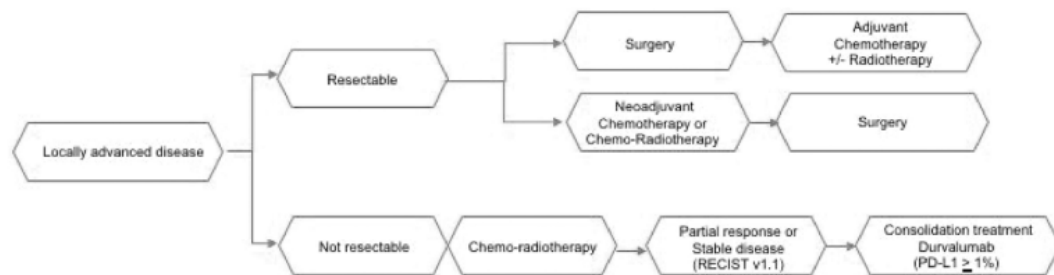 Surgery
Adjuvant
Chemotherapy
+/- Radiotherapy
Resectable
Neoadjuvant
Chemotherapy or
Chemo-Radiotherapy
Surgery
Locally advanced disease
Not resectable
Chemo-radiotherapy
Partial response or
Stable disease
(RECIST v1.1)
Consolidation treatment
Durvalumab
(PD-L1 ≥ 1%)